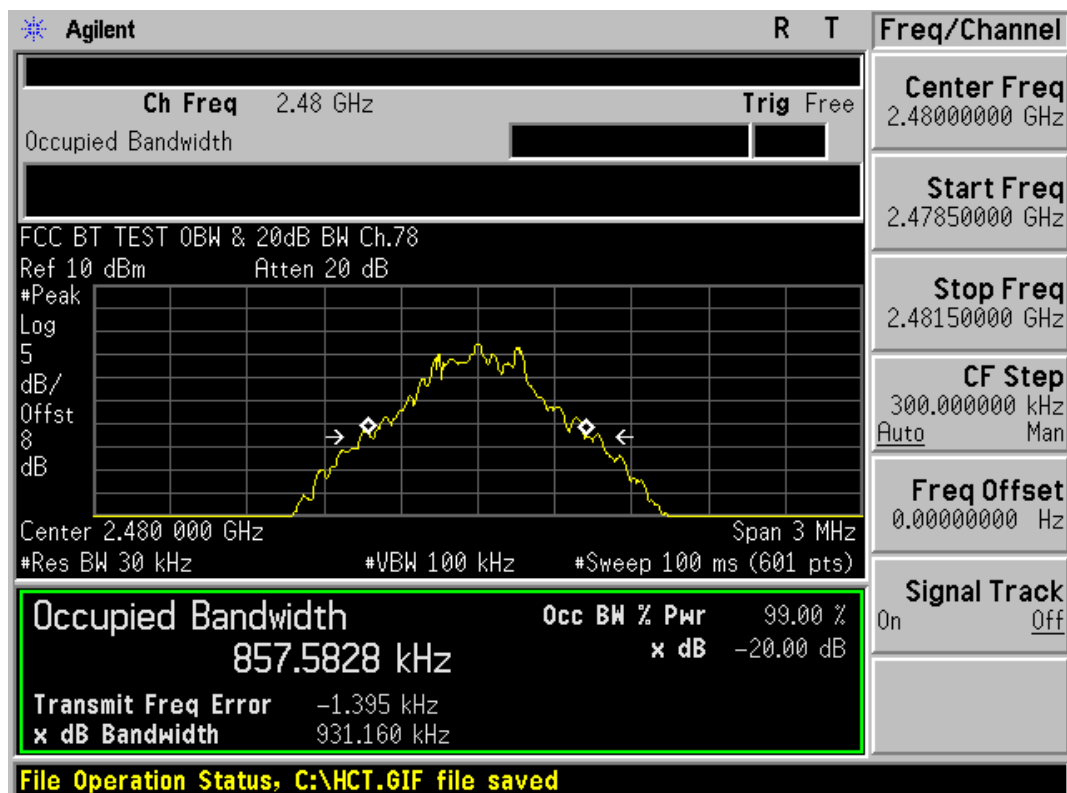 Agilent R T
Freq/Channel
Ch Freq 2.48 GHz Trig Free
Occupied Bandwidth
Center Freq
2.48000000 GHz
Start Freq
2.47850000 GHz
Stop Freq
2.48150000 GHz
CF Step
300.000000 kHz
Auto Man
Freq Offset
0.00000000 Hz
Signal Track
On Off
FCC BT TEST OBW & 20dB BW Ch.78
Ref 10 dBm Atten 20 dB
#Peak
Log
5
dB/
Offst
8
dB
Center 2.480 000 GHz Span 3 MHz
#Res BW 30 kHz #VBW 100 kHz #Sweep 100 ms (601 pts)
Occupied Bandwidth Occ BW % Pwr 99.00 %
857.5828 kHz x dB -20.00 dB
Transmit Freq Error -1.395 kHz
x dB Bandwidth 931.160 kHz
File Operation Status, C:\HCT.GIF file saved